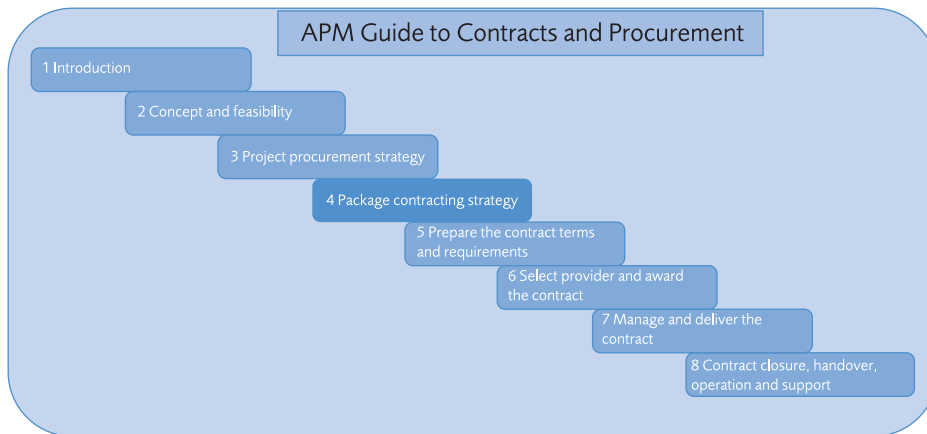 APM Guide to Contracts and Procurement
1 Introduction
2 Concept and feasibility
3 Project procurement strategy
4 Package contracting strategy
5 Prepare the contract terms
and requirements
6 Select provider and award
the contract
7 Manage and deliver the
contract
8 Contract closure, handover,
operation and support